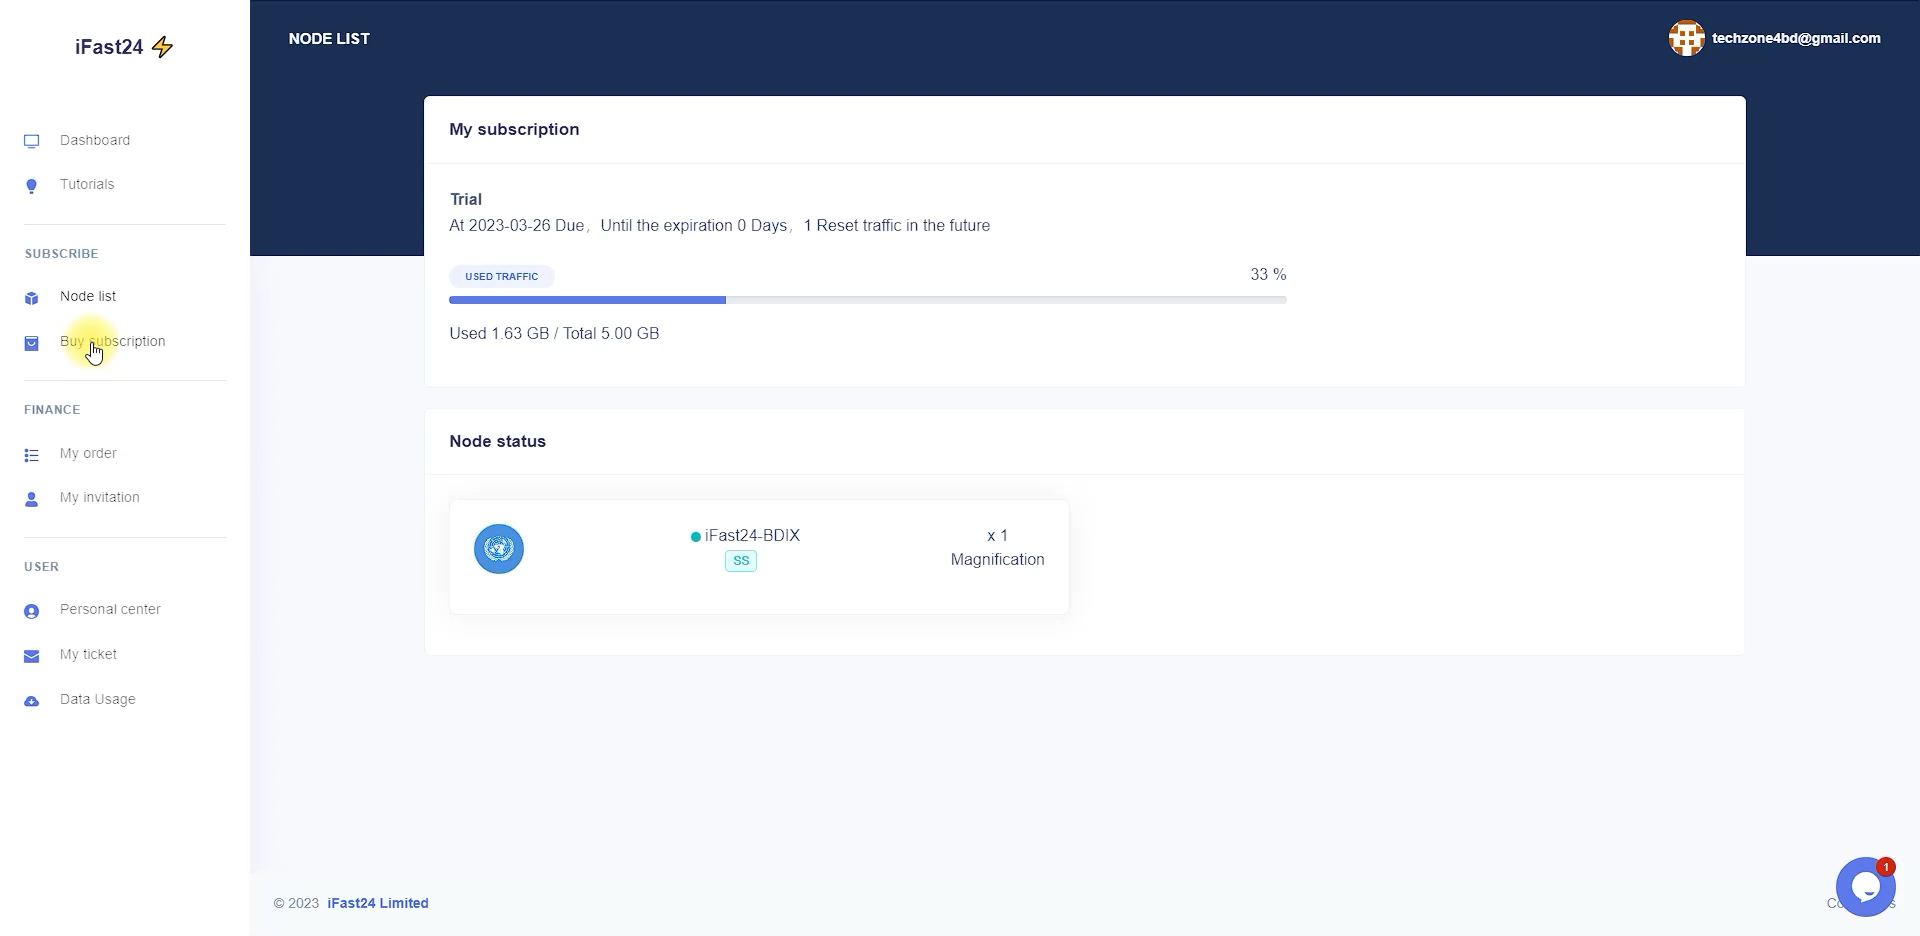 iFast24 ⚡
NODE LIST
techzone4bd@gmail.com
Dashboard
Tutorials
SUBSCRIBE
Node list
Buy subscription
FINANCE
My order
My invitation
USER
Personal center
My ticket
Data Usage
My subscription
Trial
At 2023-03-26 Due，Until the expiration 0 Days，1 Reset traffic in the future
USED TRAFFIC
33 %
Used 1.63 GB / Total 5.00 GB
Node status
iFast24-BDIX
SS
x 1
Magnification
© 2023 iFast24 Limited
1